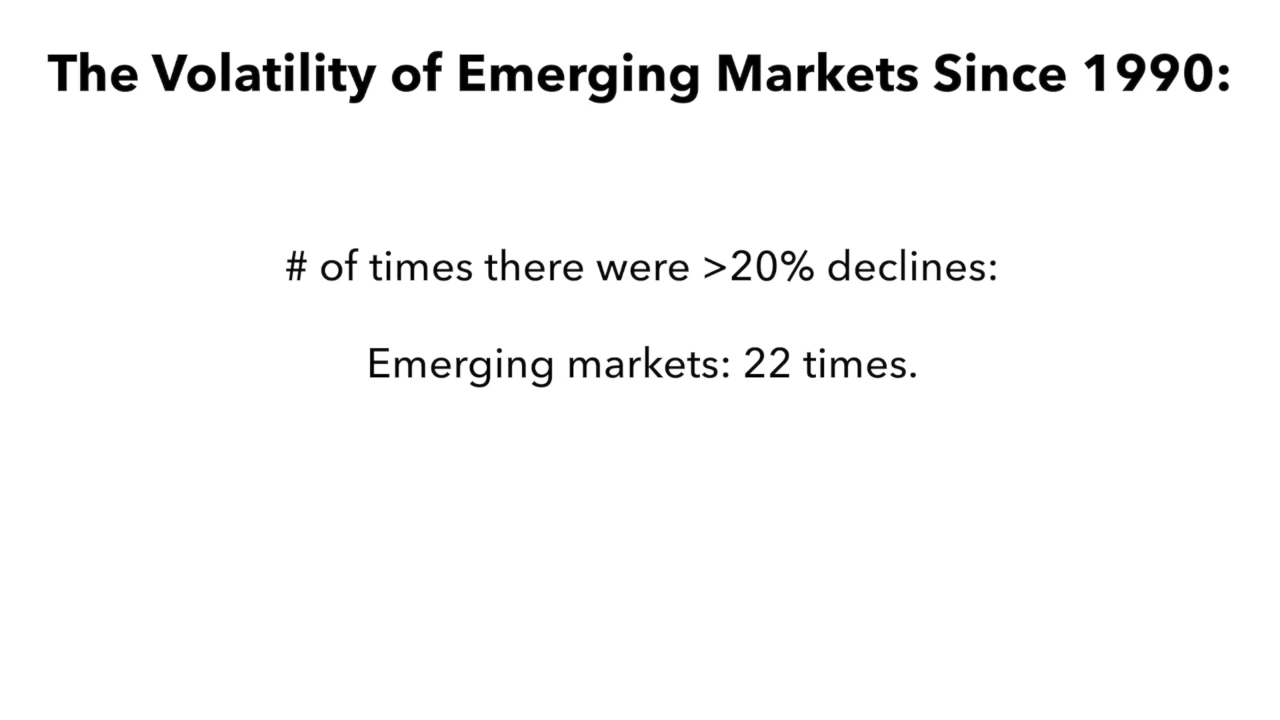 The Volatility of Emerging Markets Since 1990:
# of times there were >20% declines:
Emerging markets: 22 times.